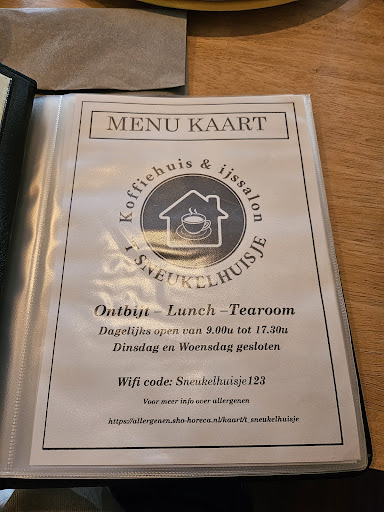 MENU KAART
Koffiehuis & ijssalon
't SNEUKELHUISJE
Ontbijt – Lunch –Tearoom
Dagelijks open van 9.00u tot 17.30u
Dinsdag en Woensdag gesloten
Wifi code: Sneukelhuisje123
Voor meer info over allergenen
https://allergenen.sho-horeca.nl/kaart/t_sneukelhuisje